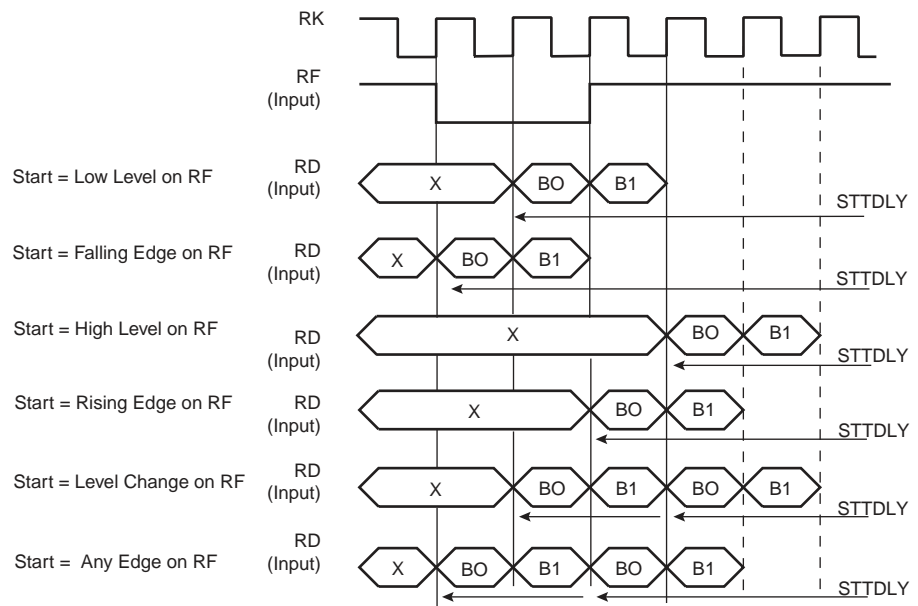 RK
RF
(Input)
Start = Low Level on RF
RD
(Input)
X
BO
B1
STTDLY
Start = Falling Edge on RF
RD
(Input)
X
BO
B1
STTDLY
Start = High Level on RF
RD
(Input)
X
BO
B1
STTDLY
Start = Rising Edge on RF
RD
(Input)
X
BO
B1
STTDLY
Start = Level Change on RF
RD
(Input)
X
BO
B1
BO
B1
STTDLY
Start = Any Edge on RF
RD
(Input)
X
BO
B1
BO
B1
STTDLY